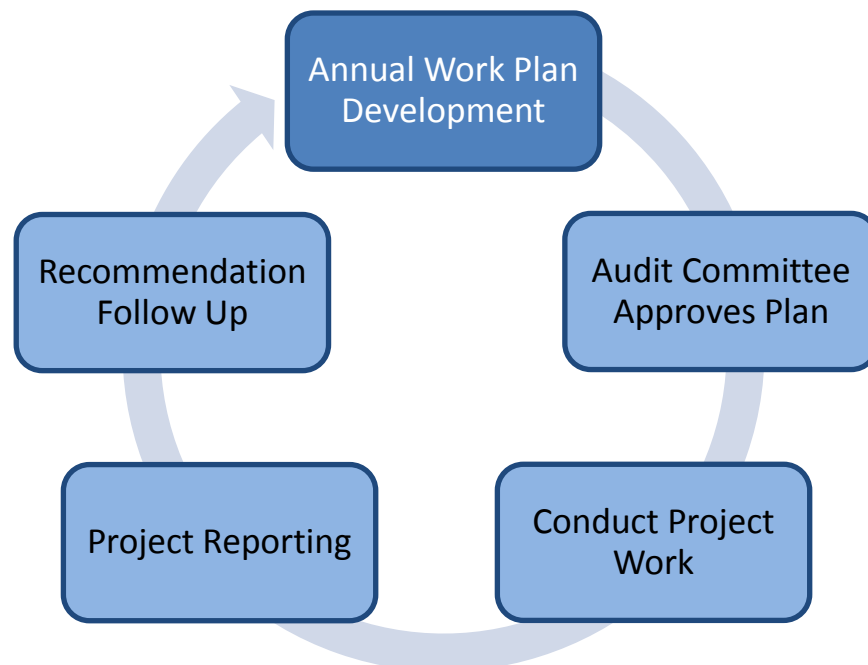 Annual Work Plan
Development
Audit Committee
Approves Plan
Conduct Project
Work
Project Reporting
Recommendation
Follow Up